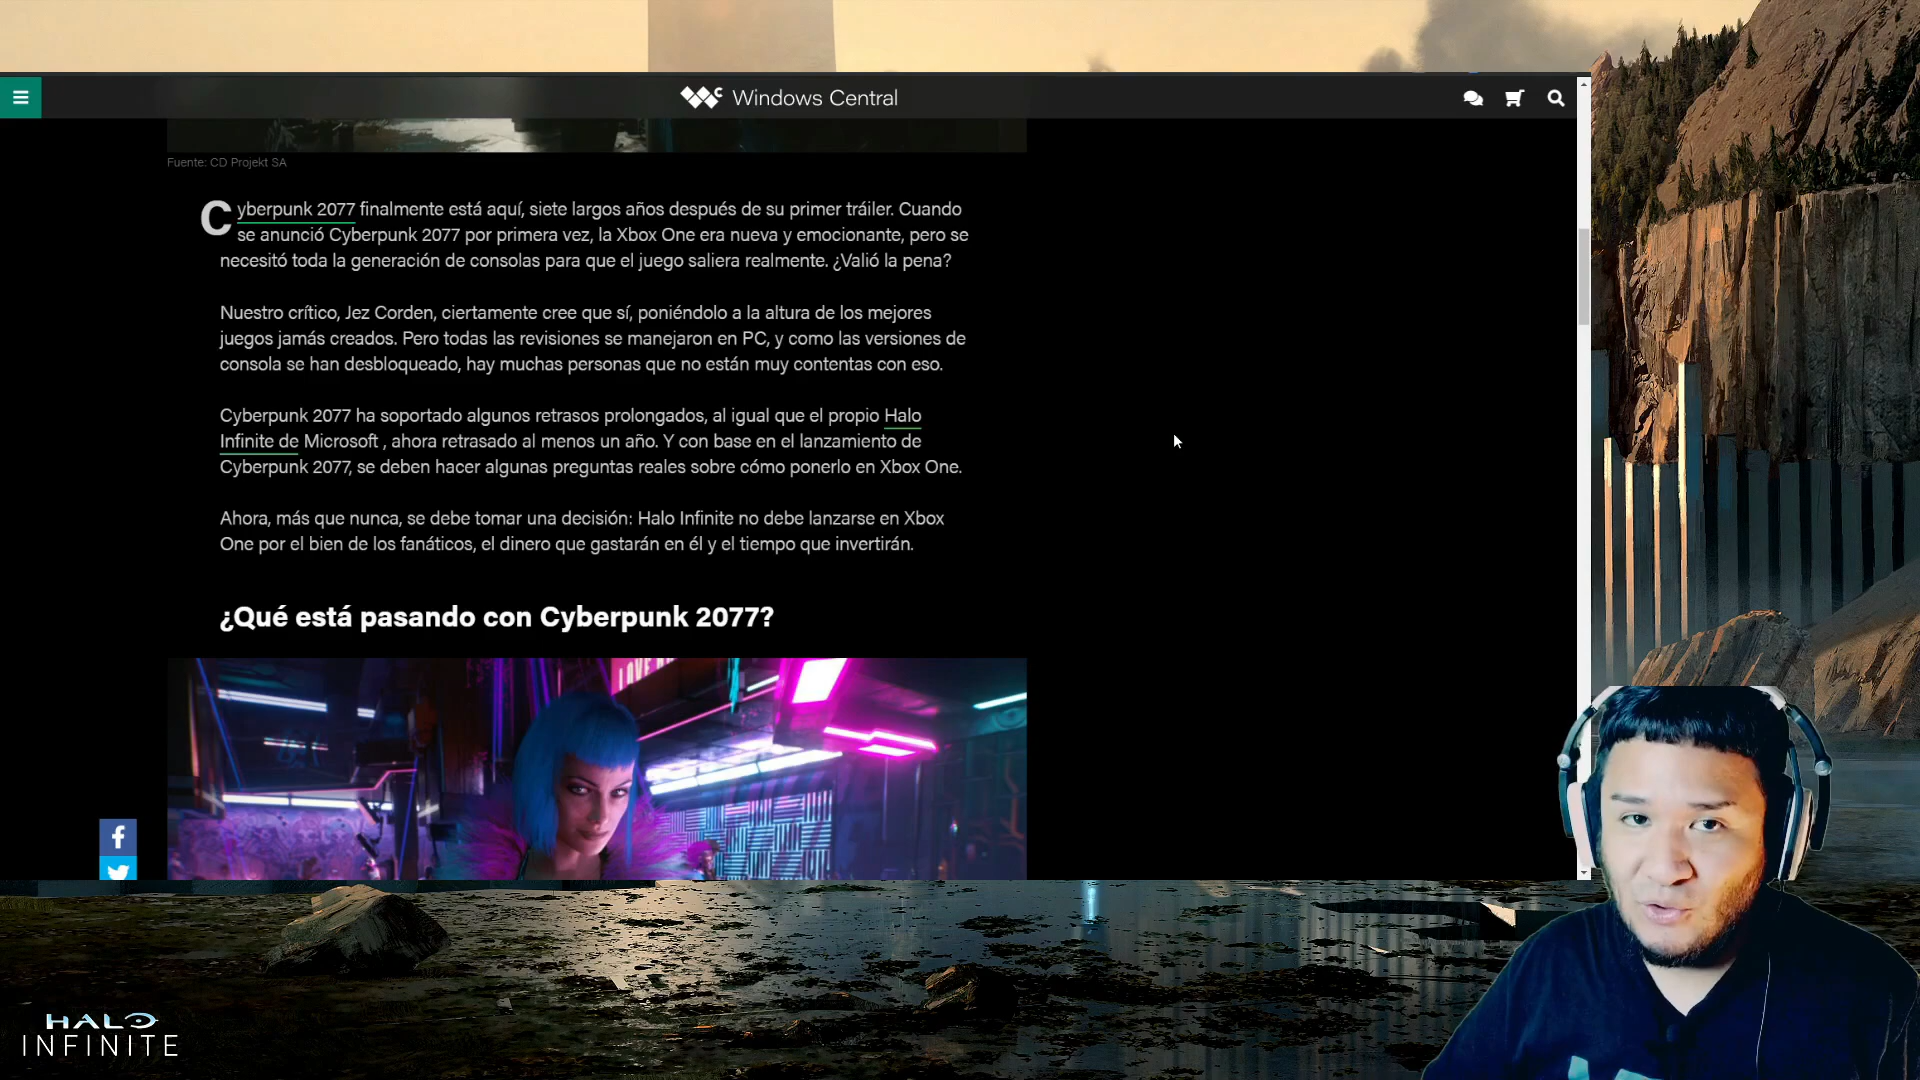 Windows Central
Fuente: CD Projekt SA
Cyberpunk 2077 finalmente está aquí, siete largos años después de su primer tráiler. Cuando
se anunció Cyberpunk 2077 por primera vez, la Xbox One era nueva y emocionante, pero se
necesitó toda la generación de consolas para que el juego saliera realmente. ¿Valió la pena?
Nuestro crítico, Jez Corden, ciertamente cree que sí, poniéndolo a la altura de los mejores
juegos jamás creados. Pero todas las revisiones se manejaron en PC, y como las versiones de
consola se han desbloqueado, hay muchas personas que no están muy contentas con eso.
Cyberpunk 2077 ha soportado algunos retrasos prolongados, al igual que el propio Halo
Infinite de Microsoft , ahora retrasado al menos un año. Y con base en el lanzamiento de
Cyberpunk 2077, se deben hacer algunas preguntas reales sobre cómo ponerlo en Xbox One.
Ahora, más que nunca, se debe tomar una decisión: Halo Infinite no debe lanzarse en Xbox
One por el bien de los fanáticos, el dinero que gastarán en él y el tiempo que invertirán.
¿Qué está pasando con Cyberpunk 2077?
HALO
INFINITE